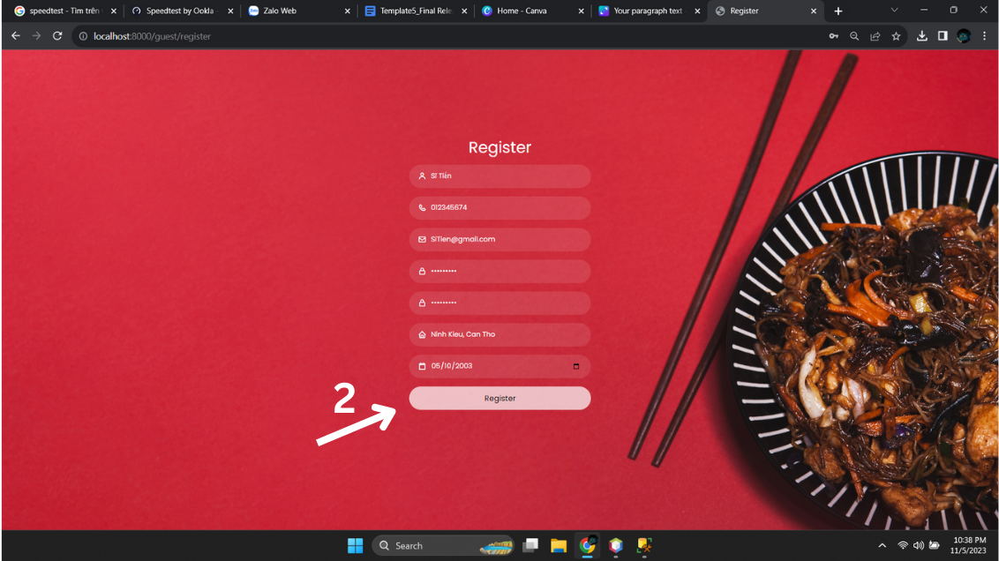 speedtest - Tìm trên
Speedtest by Ookla
Zalo Web
Template5_Final Rele
Home - Canva
Your paragraph text
Register
localhost:8000/guest/register
Register
Sĩ Tiến
012345674
SiTien@gmail.com
•••••••••
•••••••••
Ninh Kieu, Can Tho
05/10/2003
Register
2
Search
10:38 PM
11/5/2023